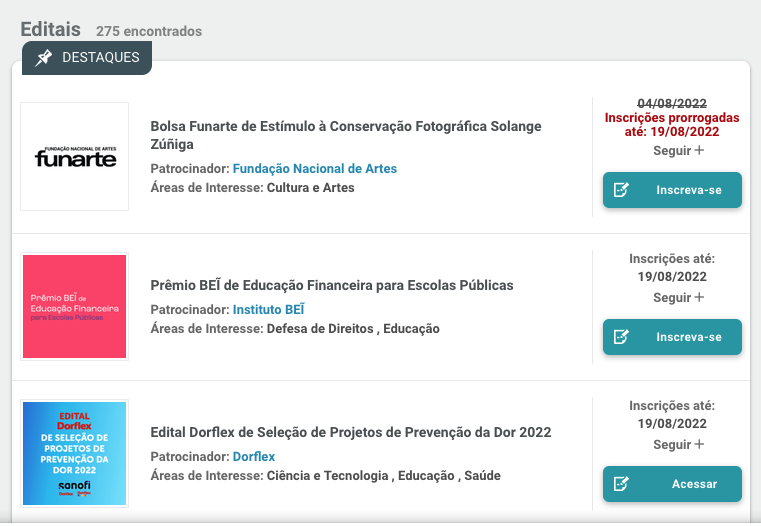 Editais 275 encontrados
DESTAQUES
FUNDAÇÃO NACIONAL DE ARTES
funarte
Bolsa Funarte de Estímulo à Conservação Fotográfica Solange
Zúñiga
Patrocinador: Fundação Nacional de Artes
Áreas de Interesse: Cultura e Artes
04/08/2022
Inscrições prorrogadas
até: 19/08/2022
Seguir +
Inscreva-se
Prêmio BEĨ de
Educação Financeira
para Escolas Públicas
Prêmio BEĨ de Educação Financeira para Escolas Públicas
Patrocinador: Instituto BEĨ
Áreas de Interesse: Defesa de Direitos , Educação
Inscrições até:
19/08/2022
Seguir +
Inscreva-se
EDITAL
Dorflex
DE SELEÇÃO DE
PROJETOS DE
PREVENÇÃO DA
DOR 2022
sanofi
Edital Dorflex de Seleção de Projetos de Prevenção da Dor 2022
Patrocinador: Dorflex
Áreas de Interesse: Ciência e Tecnologia , Educação , Saúde
Inscrições até:
19/08/2022
Seguir +
Acessar